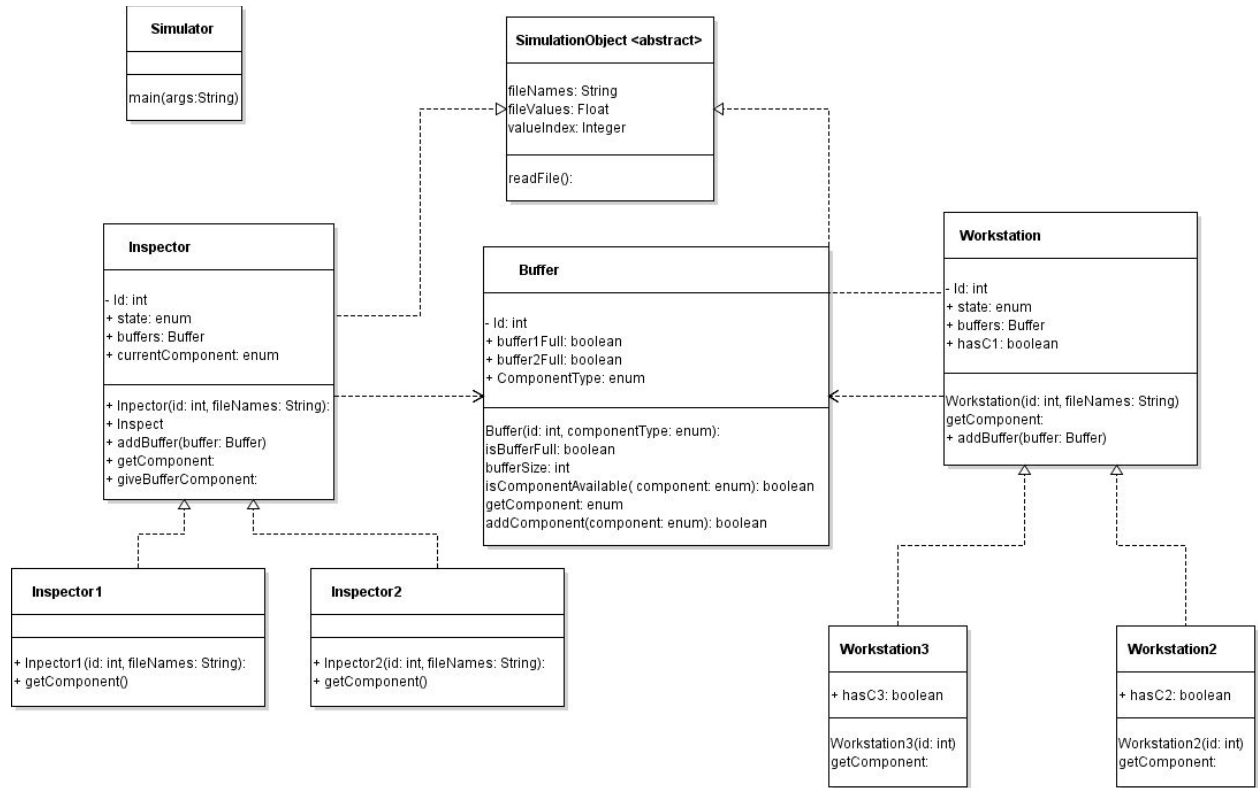 Simulator
main(args:String)
SimulationObject <abstract>
fileNames: String
fileValues: Float
valueIndex: Integer
readFile():
Inspector
- Id: int
+ state: enum
+ buffers: Buffer
+ currentComponent: enum
+ Inpector(id: int, fileNames: String):
+ Inspect
+ addBuffer(buffer: Buffer)
+ getComponent:
+ giveBufferComponent:
Buffer
- Id: int
+ buffer1Full: boolean
+ buffer2Full: boolean
+ ComponentType: enum
Buffer(id: int, componentType: enum):
isBufferFull: boolean
bufferSize: int
isComponentAvailable( component: enum): boolean
getComponent: enum
addComponent(component: enum): boolean
Workstation
- Id: int
+ state: enum
+ buffers: Buffer
+ hasC1: boolean
Workstation(id: int, fileNames: String)
getComponent:
+ addBuffer(buffer: Buffer)
Inspector1
+ Inpector1(id: int, fileNames: String):
+ getComponent()
Inspector2
+ Inpector2(id: int, fileNames: String):
+ getComponent()
Workstation3
+ hasC3: boolean
Workstation3(id: int)
getComponent:
Workstation2
+ hasC2: boolean
Workstation2(id: int)
getComponent: